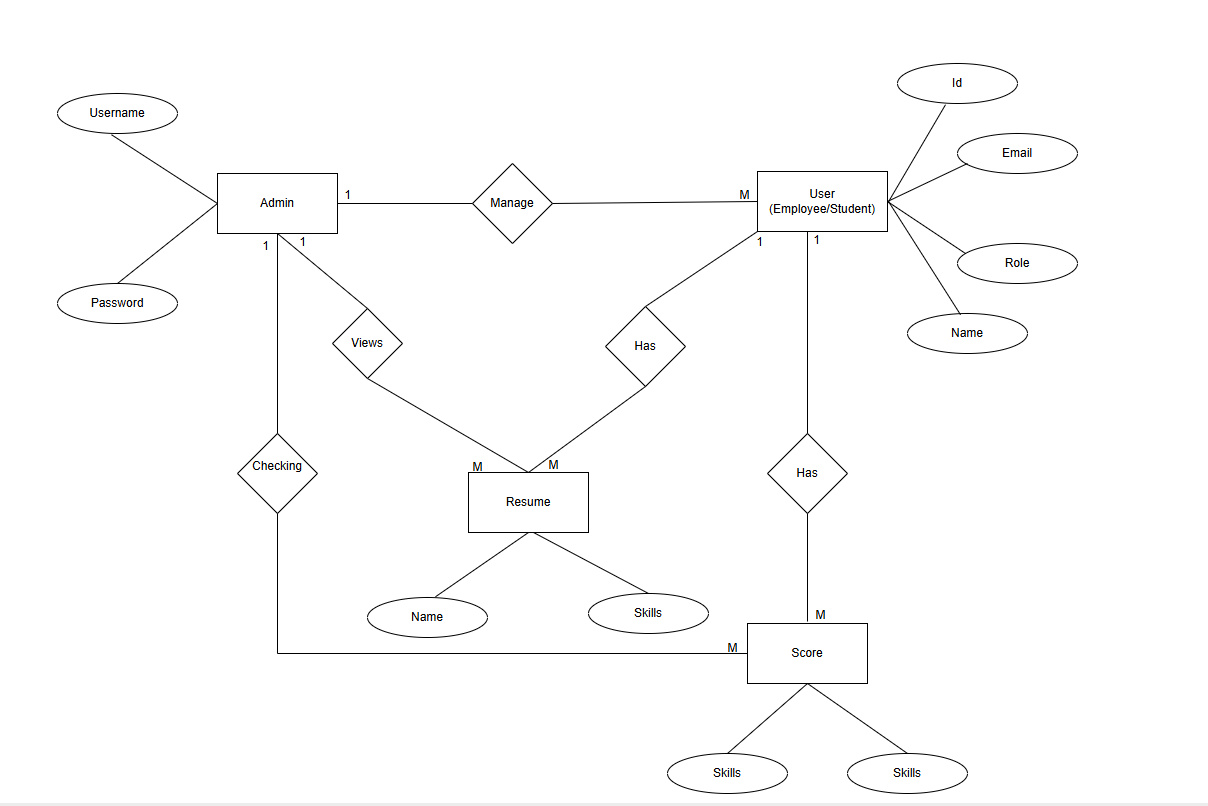 Id
Username
Email
Admin
1
Manage
M
User
(Employee/Student)
1
1
1
1
Role
Password
Name
Views
Has
Checking
M
M
Has
Resume
Name
Skills
M
M
Score
Skills
Skills